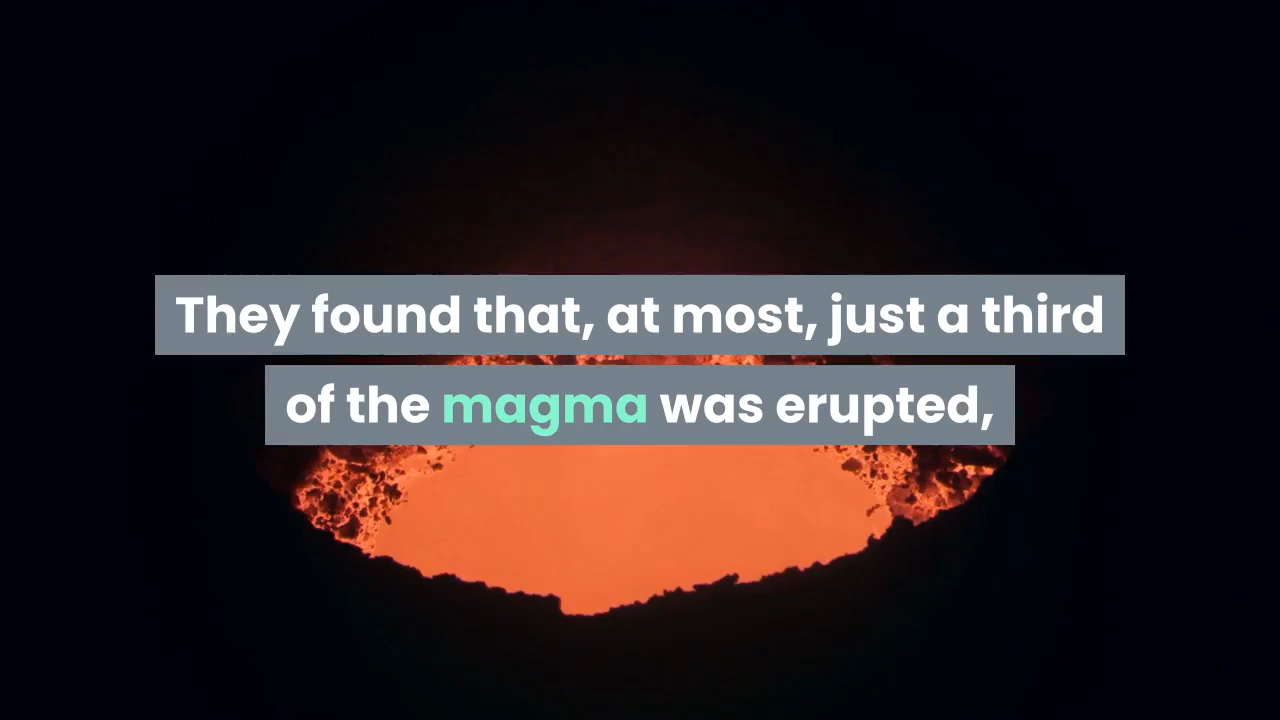 They found that, at most, just a third
of the magma was erupted,